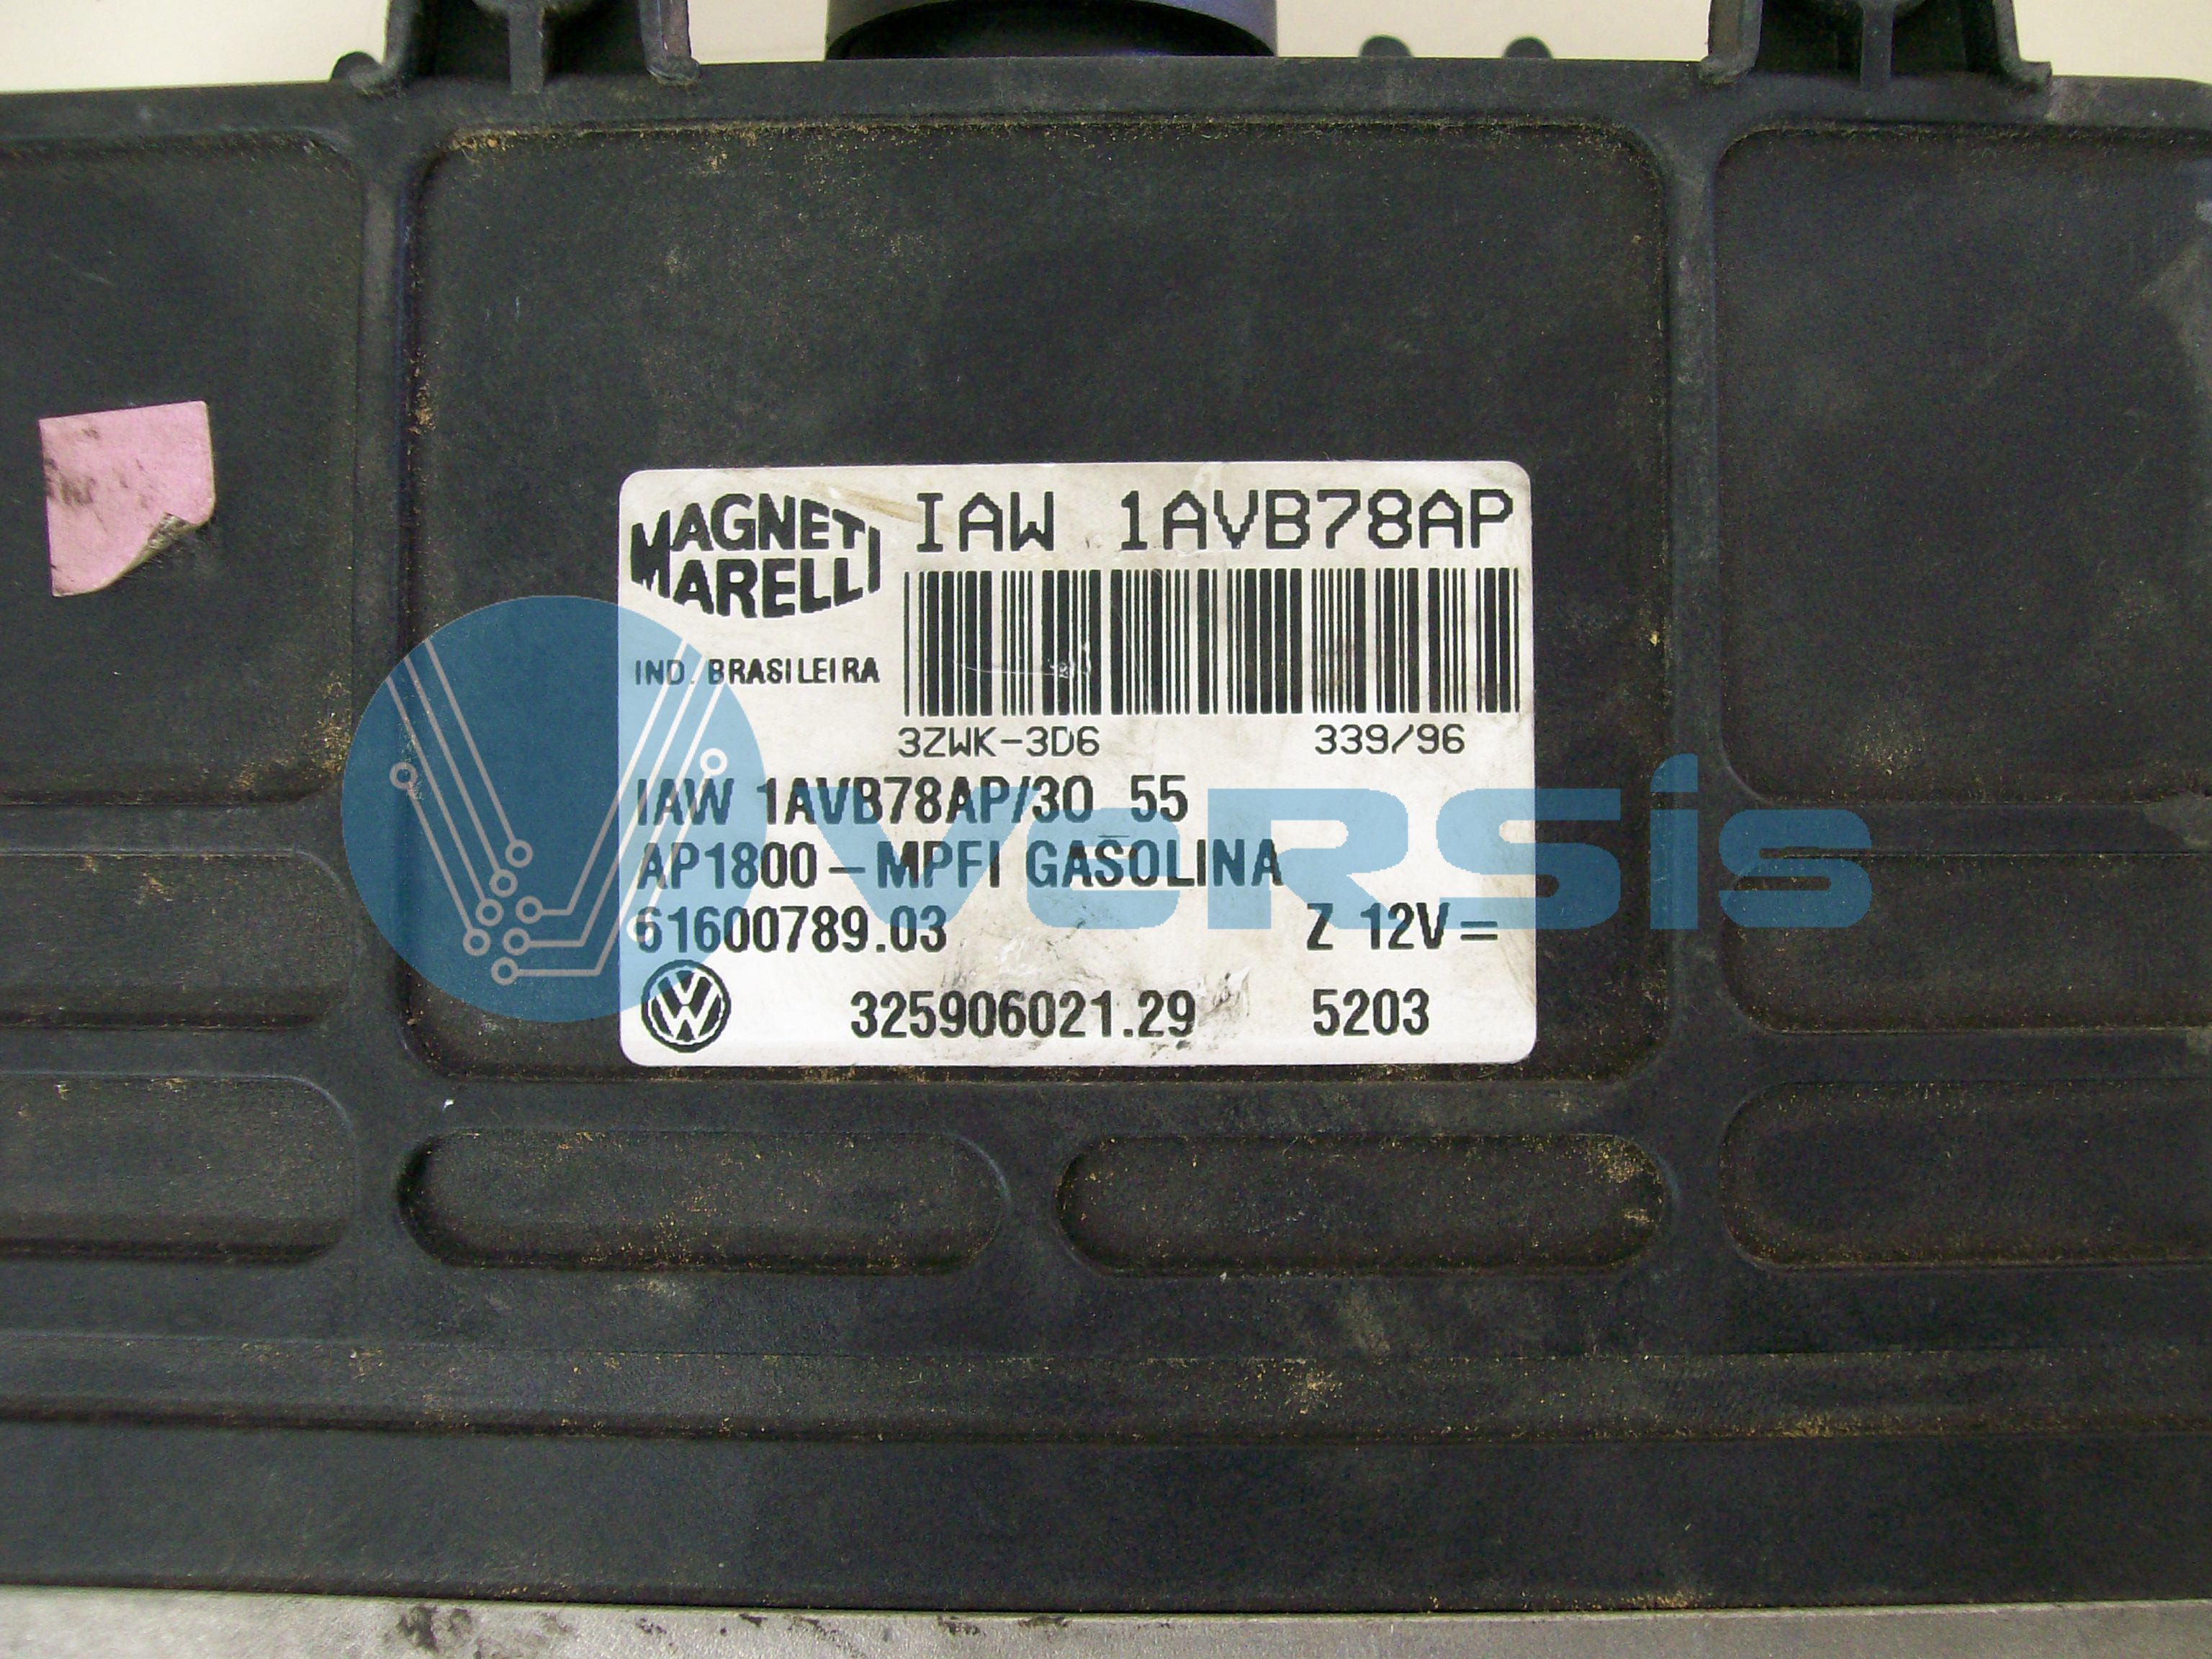 MAGNETI MARELLI
IAW 1AVB78AP
IND. BRASILEIRA
3ZWK-3D6 339/96
IAW 1AVB78AP/30 55
AP1800-MPFI GASOLINA
61600789.03 Z 12V=
325906021.29 5203
VeRSis